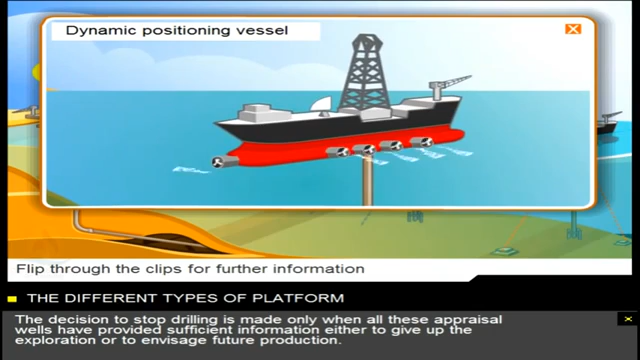 Dynamic positioning vessel
Flip through the clips for further information
THE DIFFERENT TYPES OF PLATFORM
The decision to stop drilling is made only when all these appraisal
wells have provided sufficient information either to give up the
exploration or to envisage future production.